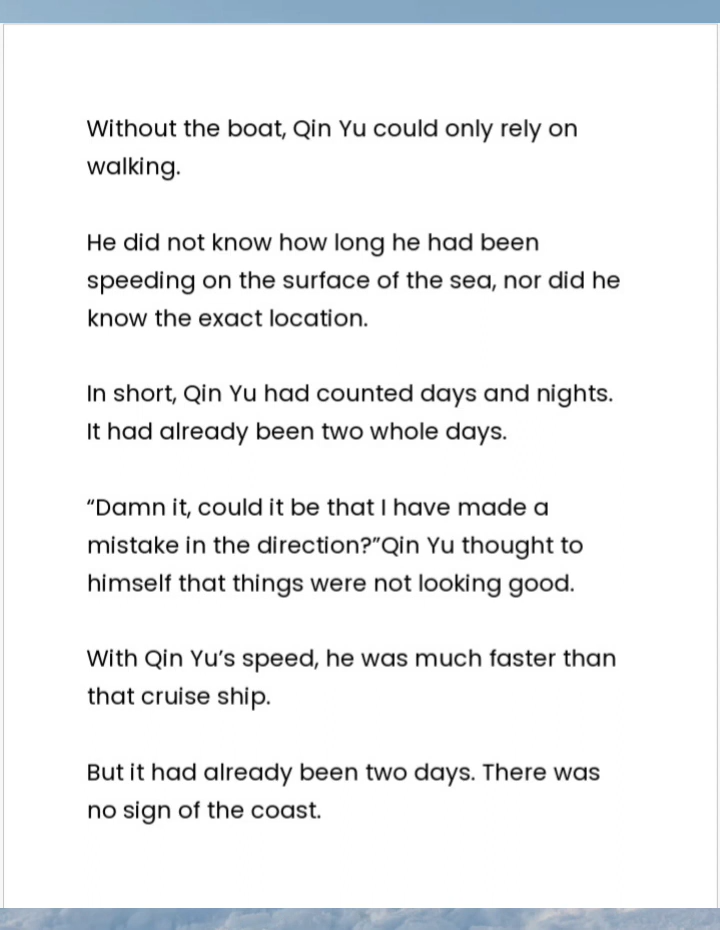 Without the boat, Qin Yu could only rely on
walking.
He did not know how long he had been
speeding on the surface of the sea, nor did he
know the exact location.
In short, Qin Yu had counted days and nights.
It had already been two whole days.
“Damn it, could it be that I have made a
mistake in the direction?”Qin Yu thought to
himself that things were not looking good.
With Qin Yu’s speed, he was much faster than
that cruise ship.
But it had already been two days. There was
no sign of the coast.